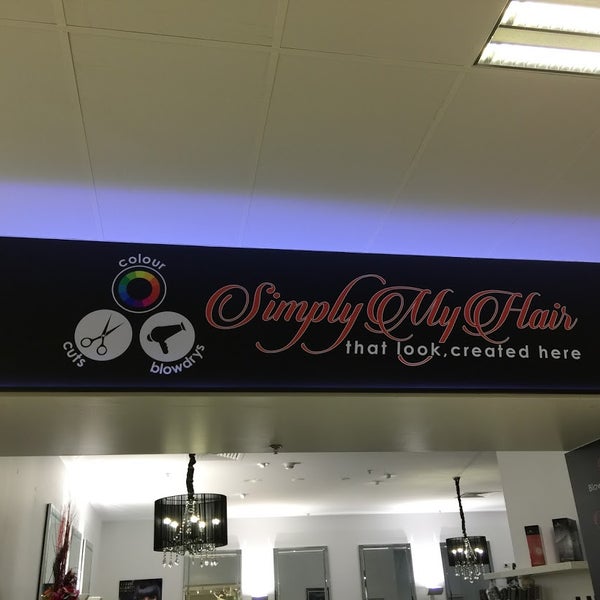 colour
cuts
blowdrys
Simply My Hair
that look, created here